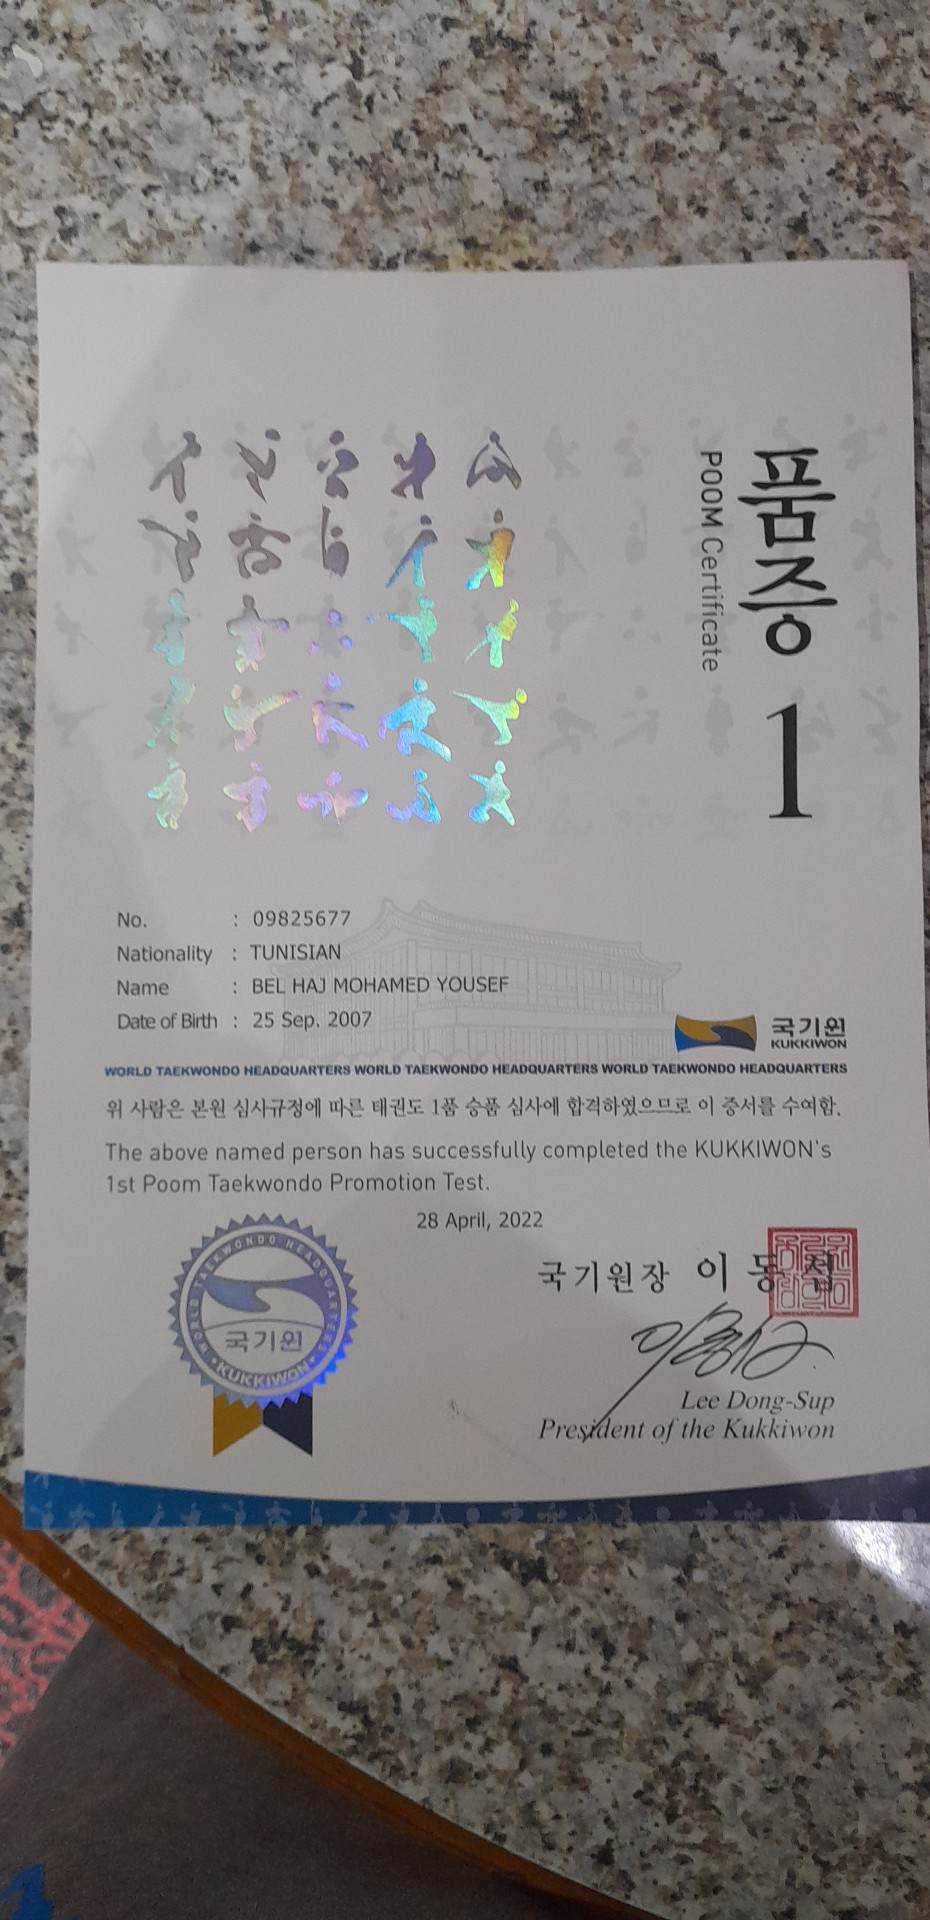 품증 1
POOM Certificate
No. : 09825677
Nationality : TUNISIAN
Name : BEL HAJ MOHAMED YOUSEF
Date of Birth : 25 Sep. 2007
국기원
KUKKIWON
WORLD TAEKWONDO HEADQUARTERS WORLD TAEKWONDO HEADQUARTERS WORLD TAEKWONDO HEADQUARTERS
위 사람은 본원 심사규정에 따른 태권도 1품 승품 심사에 합격하였으므로 이 증서를 수여함.
The above named person has successfully completed the KUKKIWON's
1st Poom Taekwondo Promotion Test.
28 April, 2022
WORLD TAEKWONDO HEADQUARTERS
국기원
KUKKIWON
국기원장 이 동 섭
Lee Dong-Sup
President of the Kukkiwon